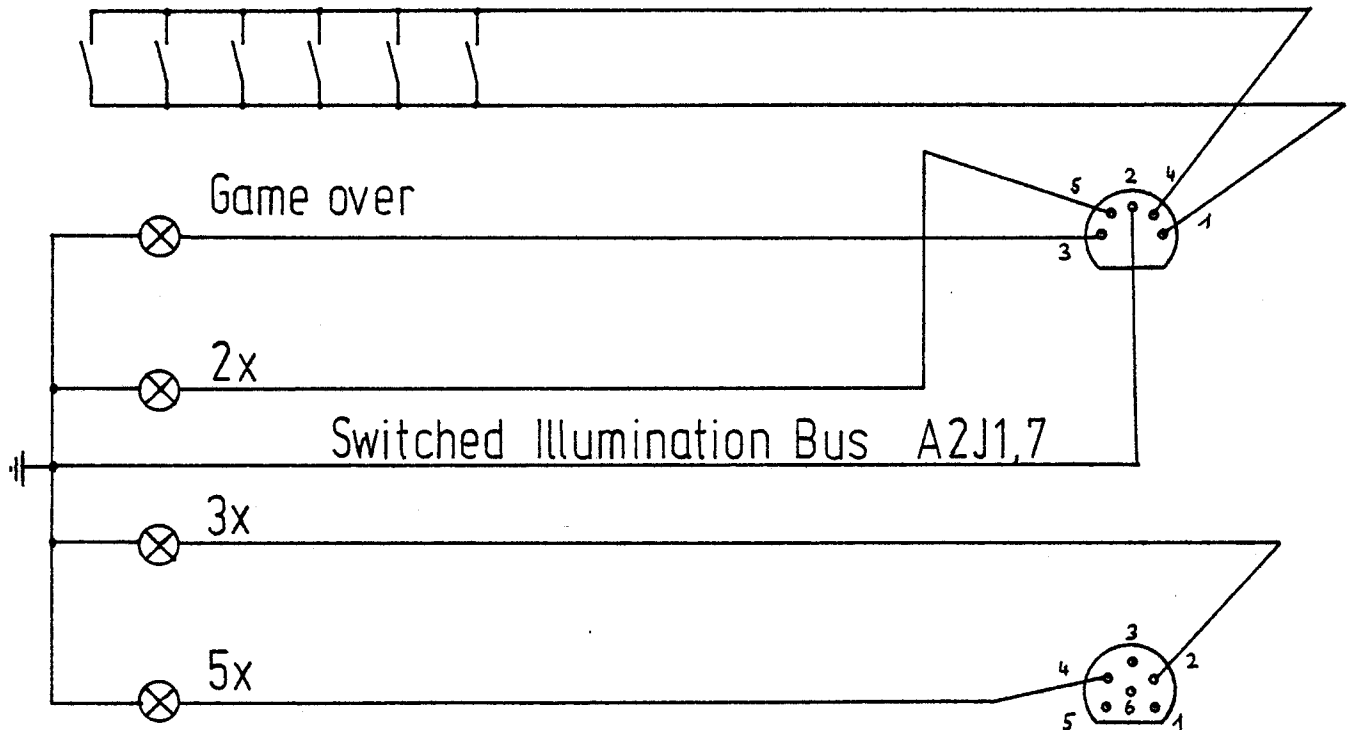 Game over
5 2 4
3 1
2x
Switched Illumination Bus A2J1,7
3x
3
4 2
5x
6
5 1